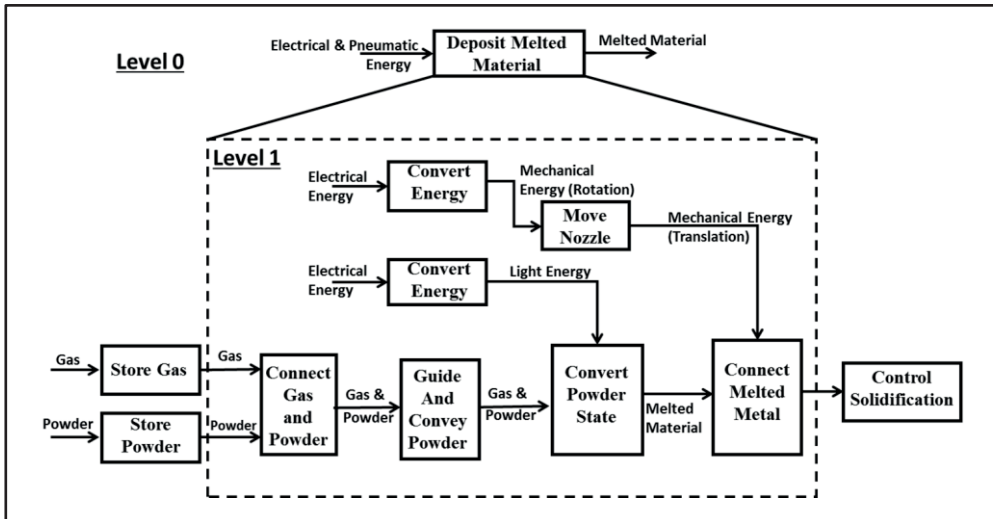 Level 0
Electrical & Pneumatic
Energy
Deposit Melted
Material
Melted Material
Level 1
Electrical
Energy
Convert
Energy
Mechanical
Energy (Rotation)
Move
Nozzle
Mechanical Energy
(Translation)
Electrical
Energy
Convert
Energy
Light Energy
Gas
Store Gas
Gas
Powder
Store
Powder
Powder
Connect
Gas
and
Powder
Gas &
Powder
Guide
And
Convey
Powder
Gas &
Powder
Convert
Powder
State
Melted
Material
Connect
Melted
Metal
Control
Solidification